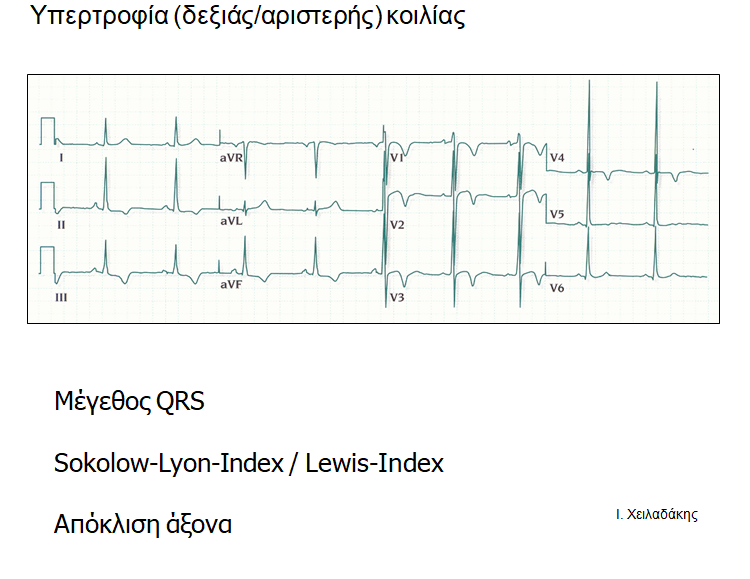 Υπερτροφία (δεξιάς/αριστερής) κοιλίας
I
aVR
V1
V4
II
aVL
V2
V5
III
aVF
V3
V6
Μέγεθος QRS
Sokolow-Lyon-Index / Lewis-Index
Απόκλιση άξονα
Ι. Χειλαδάκης